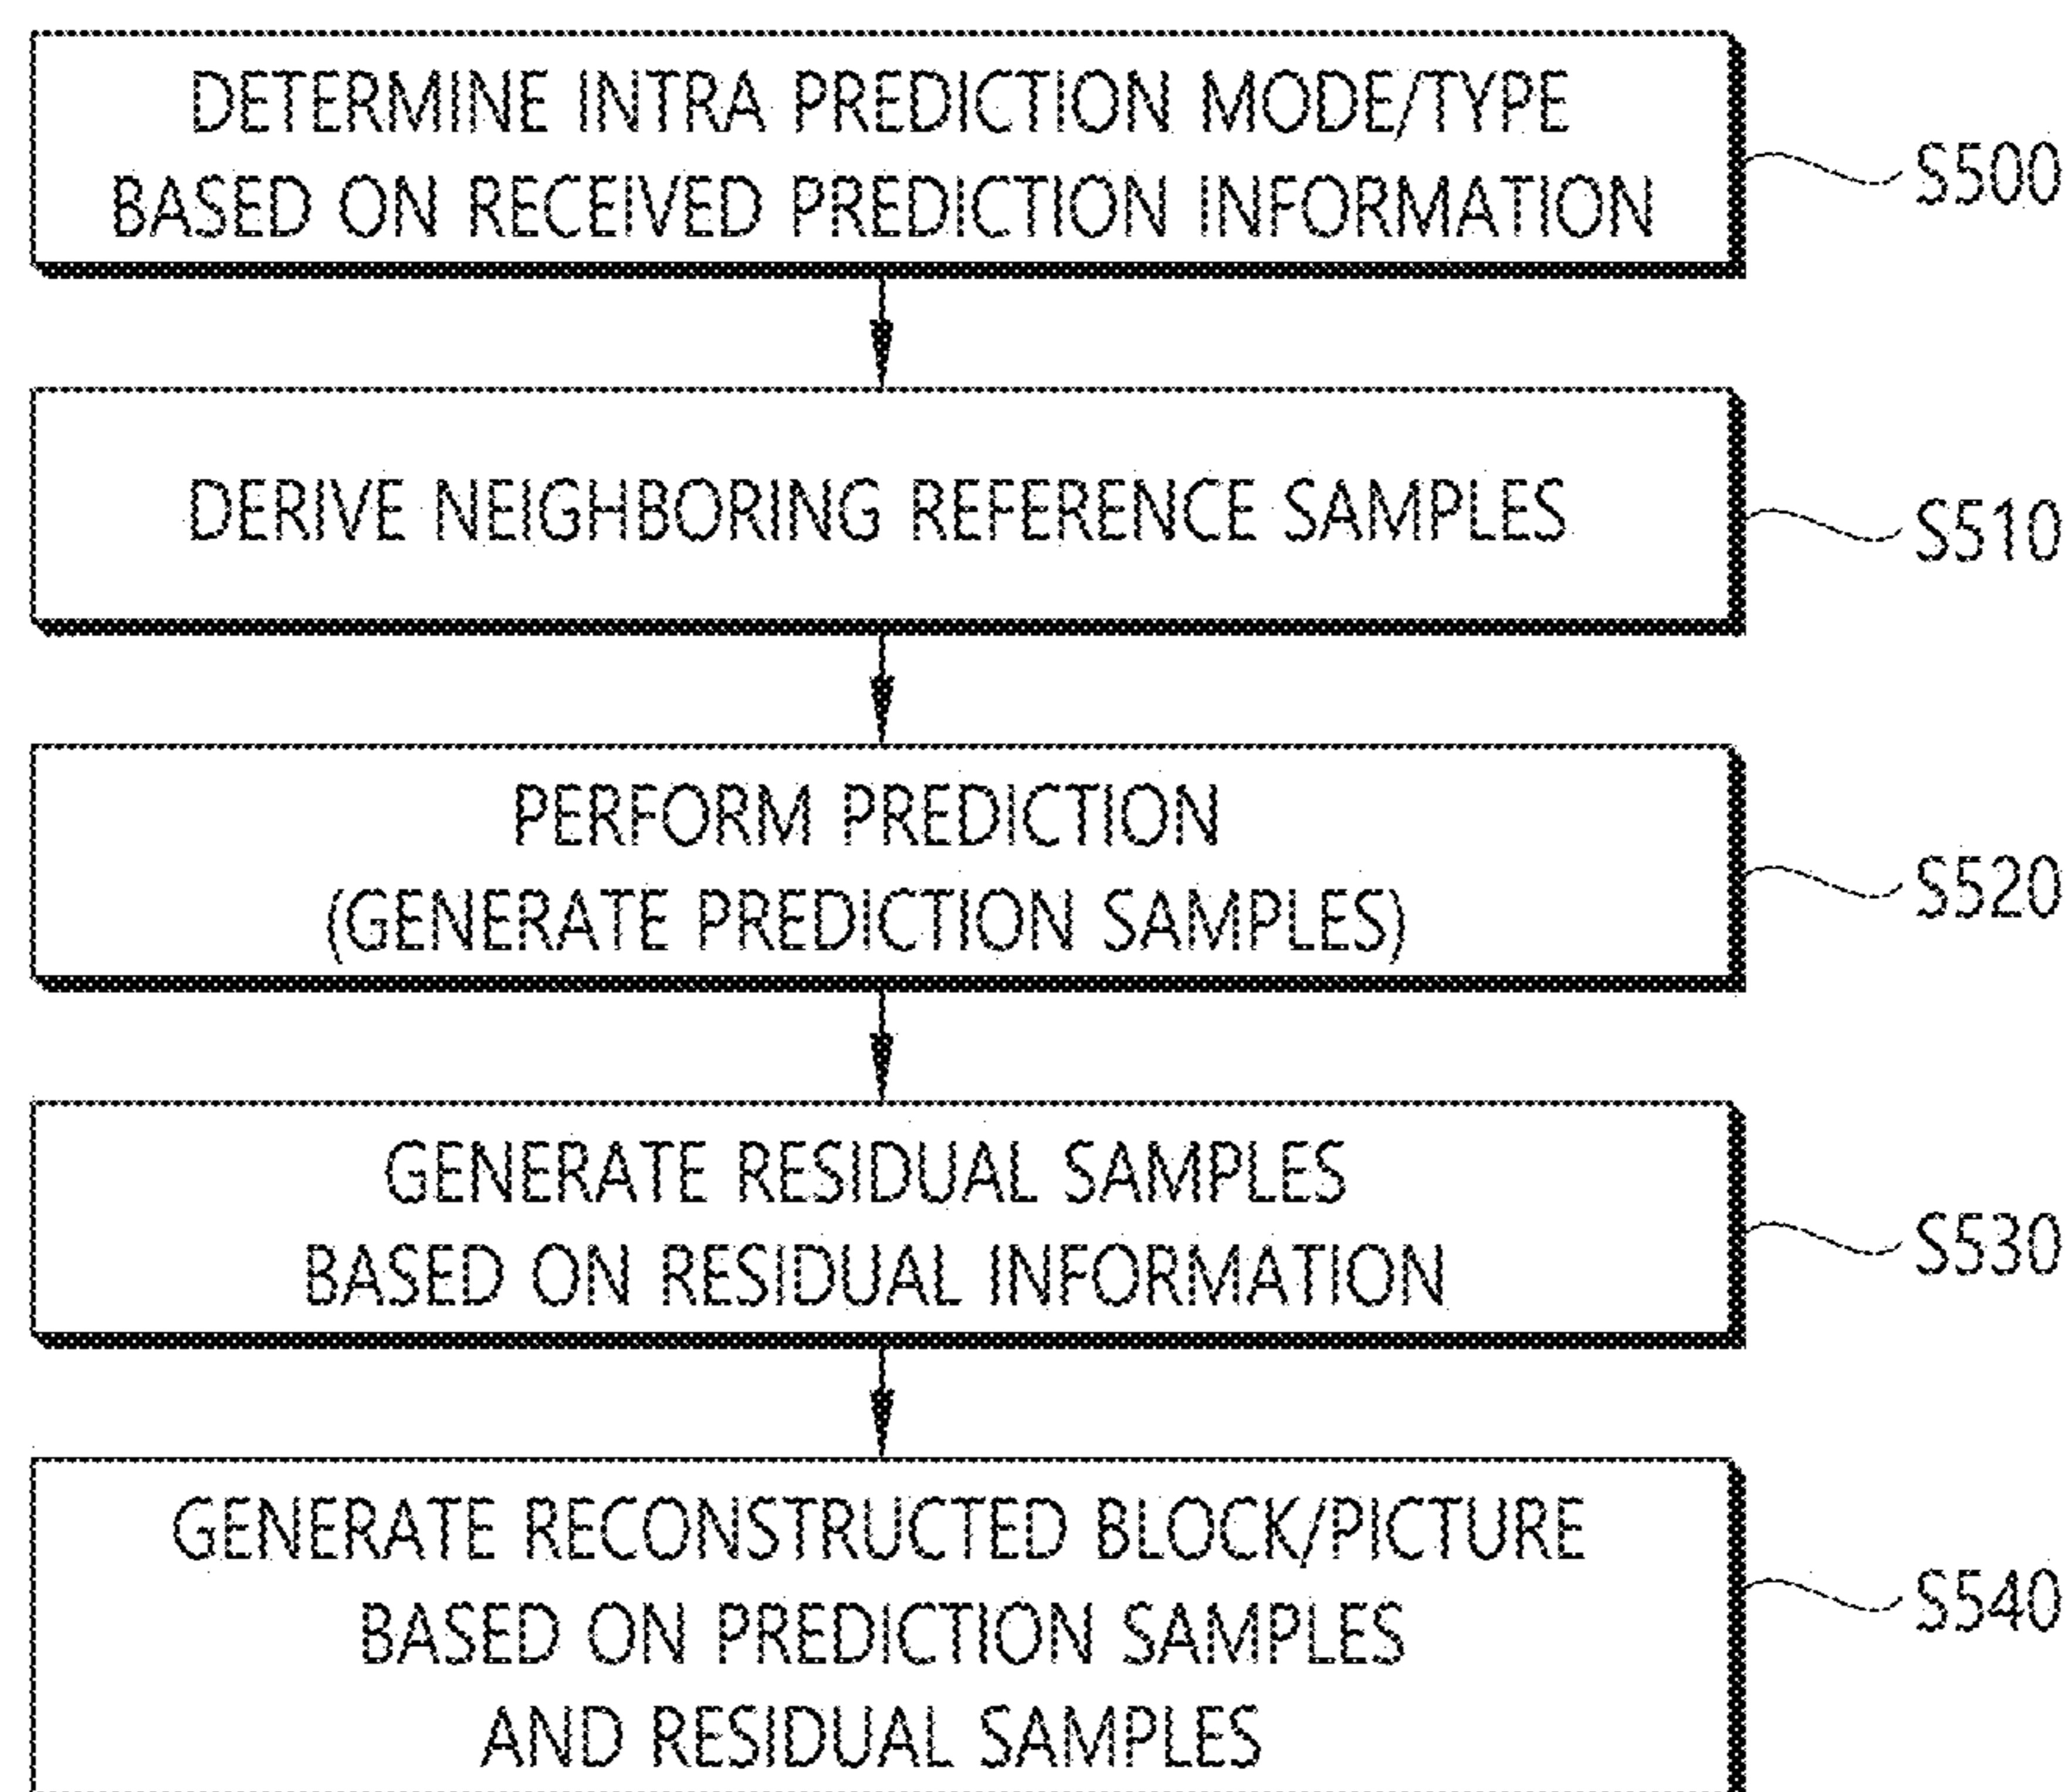 DETERMINE INTRA PREDICTION MODE/TYPE
BASED ON RECEIVED PREDICTION INFORMATION
S500
DERIVE NEIGHBORING REFERENCE SAMPLES
S510
PERFORM PREDICTION
(GENERATE PREDICTION SAMPLES)
S520
GENERATE RESIDUAL SAMPLES
BASED ON RESIDUAL INFORMATION
S530
GENERATE RECONSTRUCTED BLOCK/PICTURE
BASED ON PREDICTION SAMPLES
AND RESIDUAL SAMPLES
S540